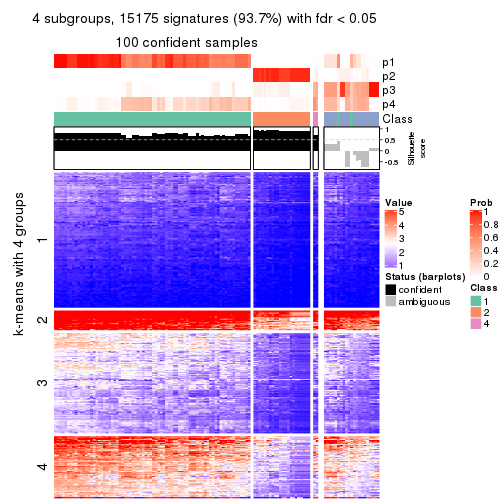 4 subgroups, 15175 signatures (93.7%) with fdr < 0.05
100 confident samples
p1
p2
p3
p4
Class
1
0.5
0
-0.5
Silhouette
score
k-means with 4 groups
1
2
3
4
Value
5
4
3
2
1
Status (barplots)
confident
ambiguous
Prob
1
0.8
0.6
0.4
0.2
0
Class
1
2
4